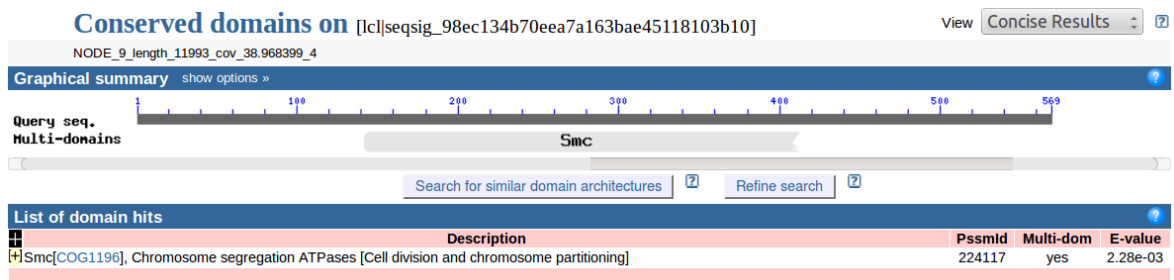 Conserved domains on [lcl|seqsig_98ec134b70eea7a163bae45118103b10]
View Concise Results ?
NODE_9_length_11993_cov_38.968399_4
Graphical summary show options » ?
1 100 200 300 400 500 569
Query seq.
Multi-domains Smc
Search for similar domain architectures ? Refine search ?
List of domain hits ?
+ Description PssmId Multi-dom E-value
[+]Smc[COG1196], Chromosome segregation ATPases [Cell division and chromosome partitioning] 224117 yes 2.28e-03